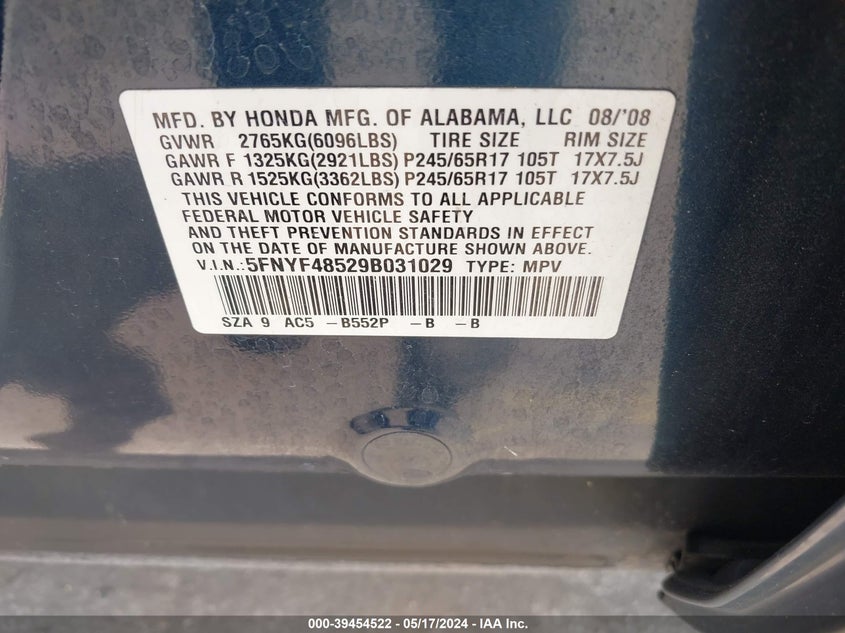 MFD. BY HONDA MFG. OF ALABAMA, LLC 08/'08
GVWR 2765KG(6096LBS) TIRE SIZE RIM SIZE
GAWR F 1325KG(2921LBS) P245/65R17 105T 17X7.5J
GAWR R 1525KG(3362LBS) P245/65R17 105T 17X7.5J
THIS VEHICLE CONFORMS TO ALL APPLICABLE
FEDERAL MOTOR VEHICLE SAFETY
AND THEFT PREVENTION STANDARDS IN EFFECT
ON THE DATE OF MANUFACTURE SHOWN ABOVE.
V.I.N.: 5FNYF48529B031029 TYPE: MPV
SZA 9 AC5 -B552P -B -B
000-39454522 - 05/17/2024 - IAA Inc.